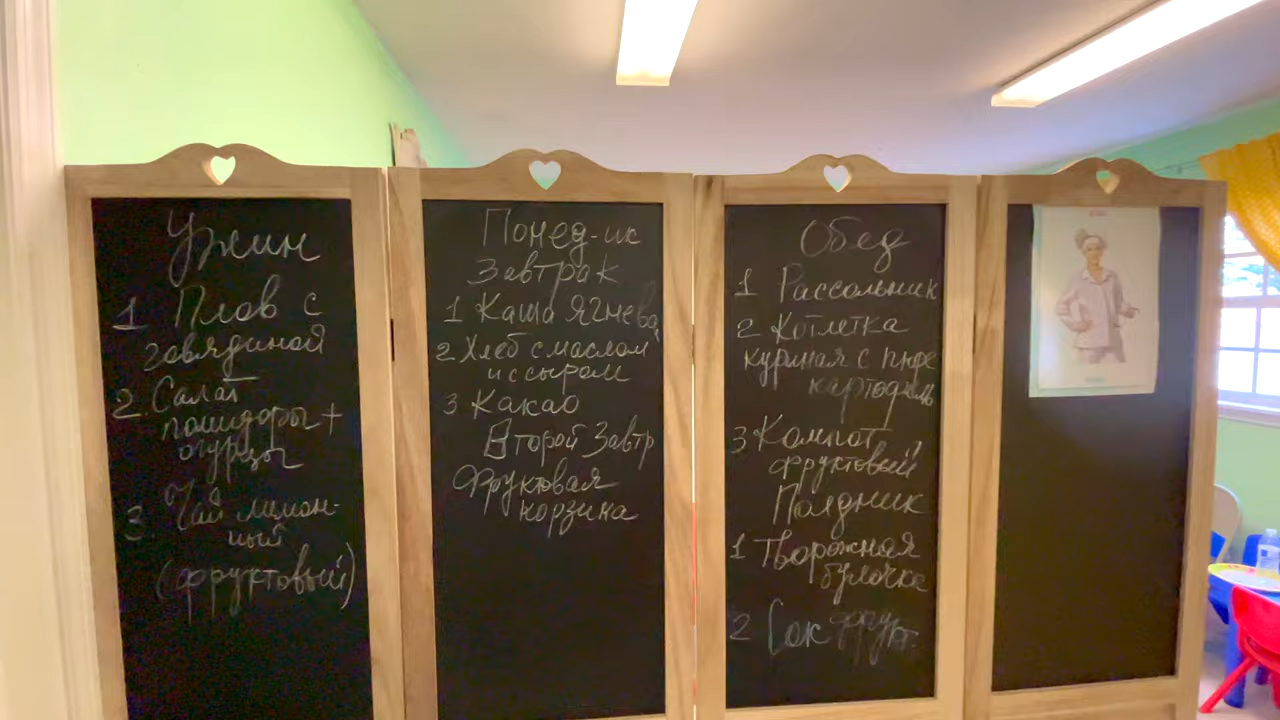 Ужин
1 Плов с
говядиной
2. Салат
помидоры +
огурцы
3. Чай лимон-
ный
(фруктовый)
Понед-ик
Завтрак
1 Каша ягнева
2 Хлеб с маслом
и с сыром
3 Какао
Второй Завтр
Фруктовая
корзина
Обед
1 Рассольник
2 Котлетка
куриная с пюре
картофель
3 Компот
фруктовый
Полдник
1 Творожная
булочка
2 Сок фрукт.